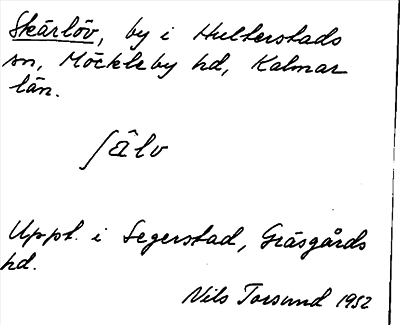 Skärlöv, by i Hulterstads
sn, Möckleby hd, Kalmar
län.
ʃä̂lv
Uppt. i Segerstad, Gräsgårds
hd.
Nils Torsund 1952